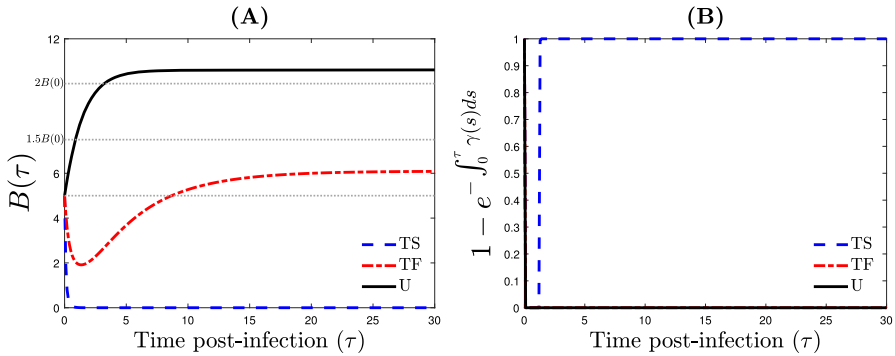 (A)
12
2B(0)
1.5B(0)
6
4
2
0
B(τ)
TS
TF
U
0 5 10 15 20 25 30
Time post-infection (τ)
(B)
1
0.9
0.8
0.7
0.6
0.5
0.4
0.3
0.2
0.1
0
1 − e^{− ∫_0^τ γ(s)ds}
TS
TF
U
0 5 10 15 20 25 30
Time post-infection (τ)